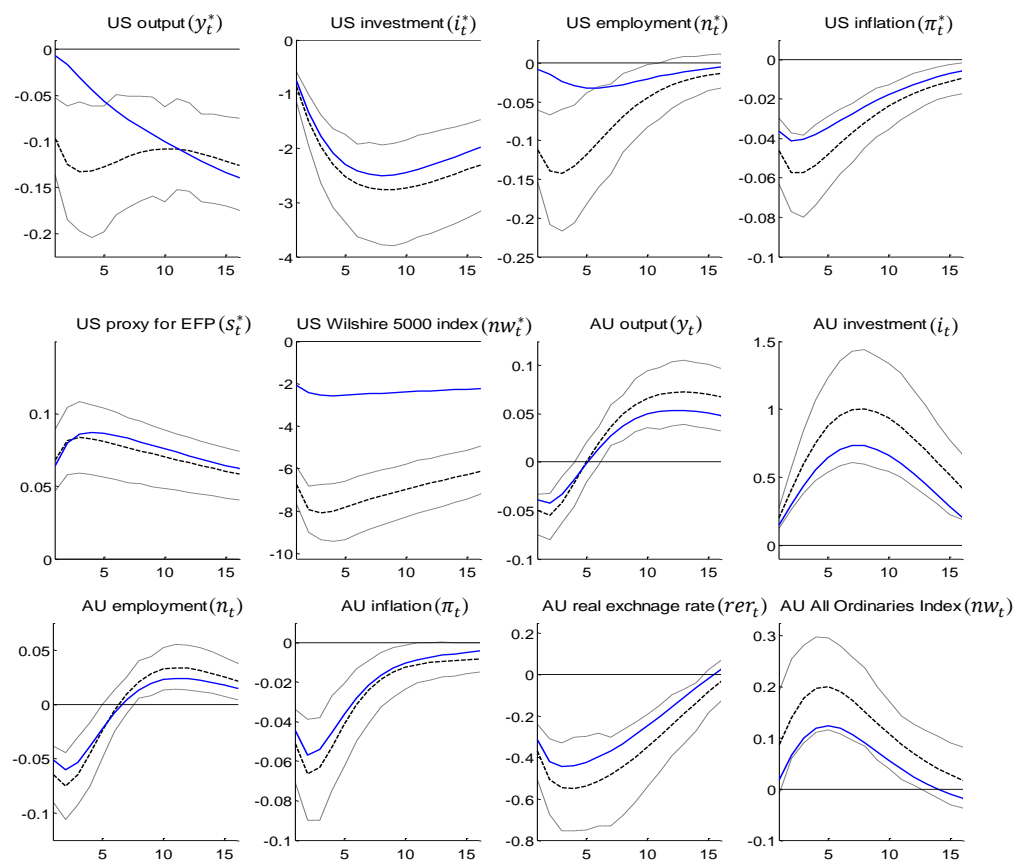 US output (y*t) US investment (i*t) US employment (n*t) US inflation (π*t)
0 0 0 0
-0.05 -1 -0.05 -0.02
-0.1 -2 -0.1 -0.04
-0.15 -3 -0.15 -0.06
-0.2 -4 -0.2 -0.08
-0.25 -0.1
5 10 15 5 10 15 5 10 15 5 10 15
US proxy for EFP (s*t) US Wilshire 5000 index (nw*t) AU output (yt) AU investment (it)
0.1 0 0.1 1.5
0.05 -2 0.05 1
0 -4 0 0.5
-6 -0.05 0
-8 -0.1
-10
5 10 15 5 10 15 5 10 15 5 10 15
AU employment (nt) AU inflation (πt) AU real exchnage rate (rert) AU All Ordinaries Index (nwt)
0.05 0 0.2 0.3
0 -0.02 0 0.2
-0.05 -0.04 -0.2 0.1
-0.1 -0.06 -0.4 0
-0.08 -0.6 -0.1
-0.1 -0.8
5 10 15 5 10 15 5 10 15 5 10 15